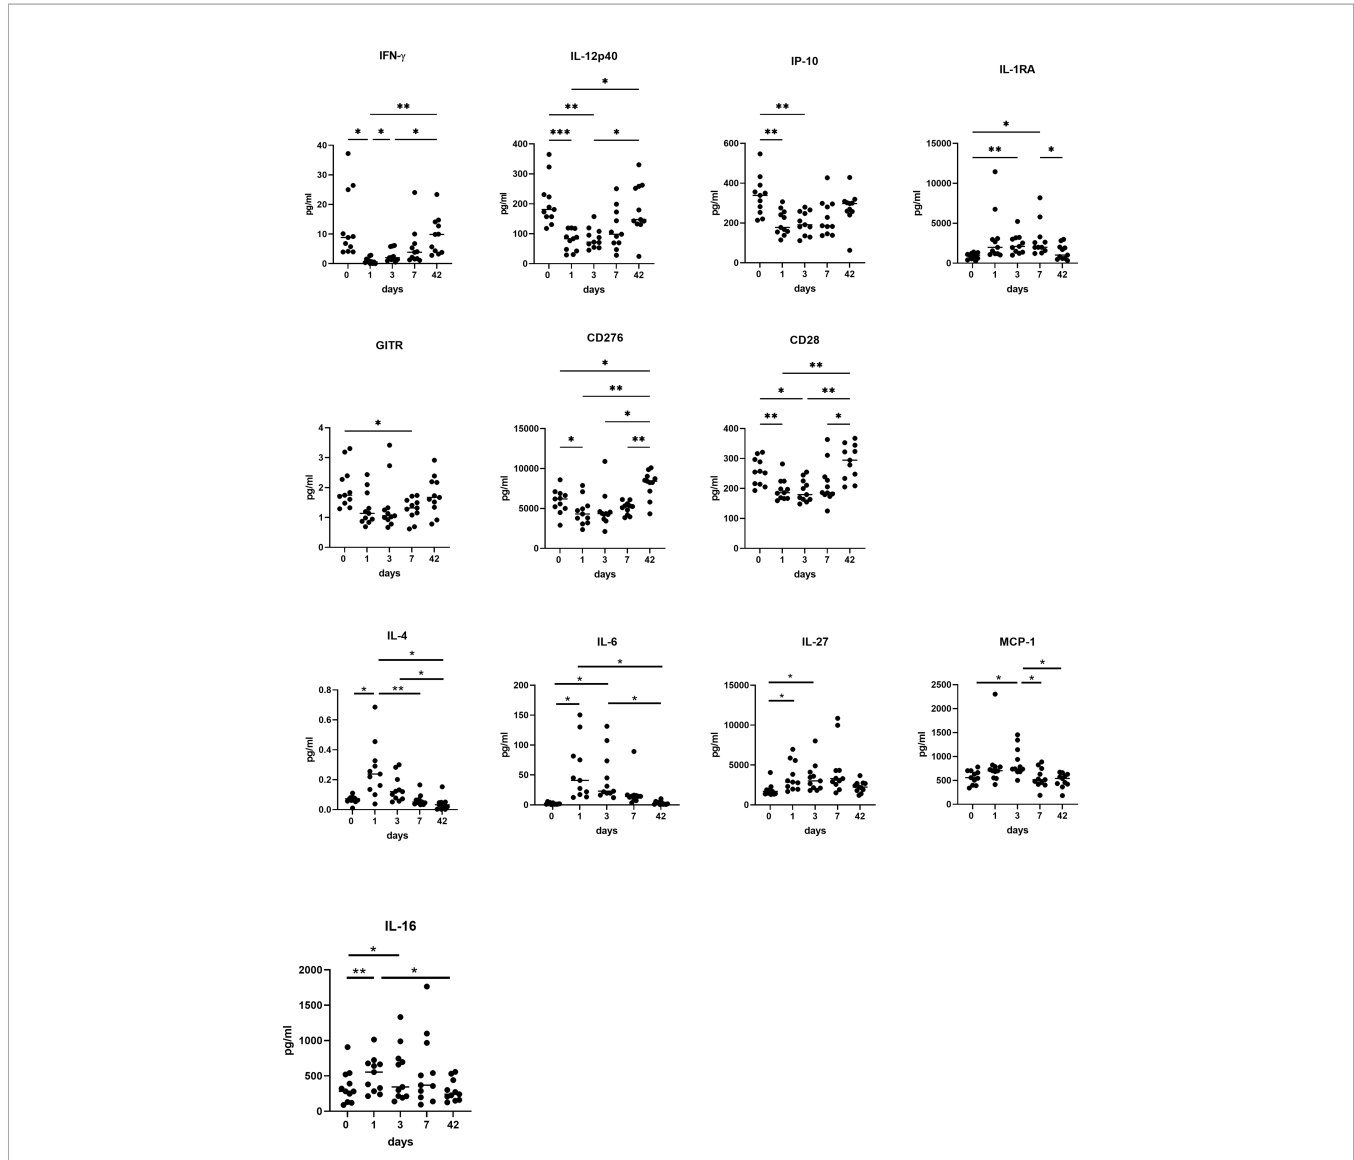 IFN-γ
**
* * *
40
30
20
10
0
pg/ml
0 1 3 7 42
days
IL-12p40
*
**
*** *
400
300
200
100
0
pg/ml
0 1 3 7 42
days
IP-10
**
**
600
400
200
0
pg/ml
0 1 3 7 42
days
IL-1RA
*
** *
15000
10000
5000
0
pg/ml
0 1 3 7 42
days
GITR
*
4
3
2
1
0
pg/ml
0 1 3 7 42
days
CD276
*
**
*
* **
15000
10000
5000
0
pg/ml
0 1 3 7 42
days
CD28
**
* **
** *
400
300
200
100
0
pg/ml
0 1 3 7 42
days
IL-4
*
*
* **
0.8
0.6
0.4
0.2
0.0
pg/ml
0 1 3 7 42
days
IL-6
*
*
* *
200
150
100
50
0
pg/ml
0 1 3 7 42
days
IL-27
*
*
15000
10000
5000
0
pg/ml
0 1 3 7 42
days
MCP-1
*
* *
2500
2000
1500
1000
500
0
pg/ml
0 1 3 7 42
days
IL-16
*
** *
2000
1500
1000
500
0
pg/ml
0 1 3 7 42
days